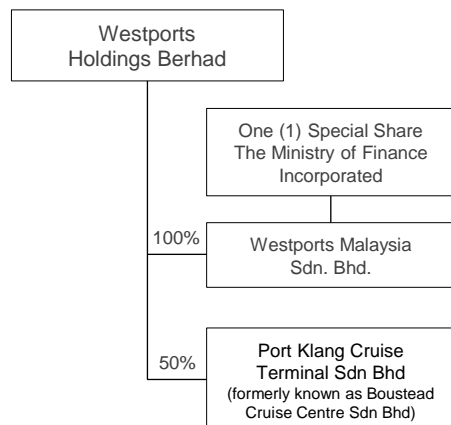 Westports
Holdings Berhad
One (1) Special Share
The Ministry of Finance
Incorporated
100%
Westports Malaysia
Sdn. Bhd.
50%
Port Klang Cruise
Terminal Sdn Bhd
(formerly known as Boustead
Cruise Centre Sdn Bhd)